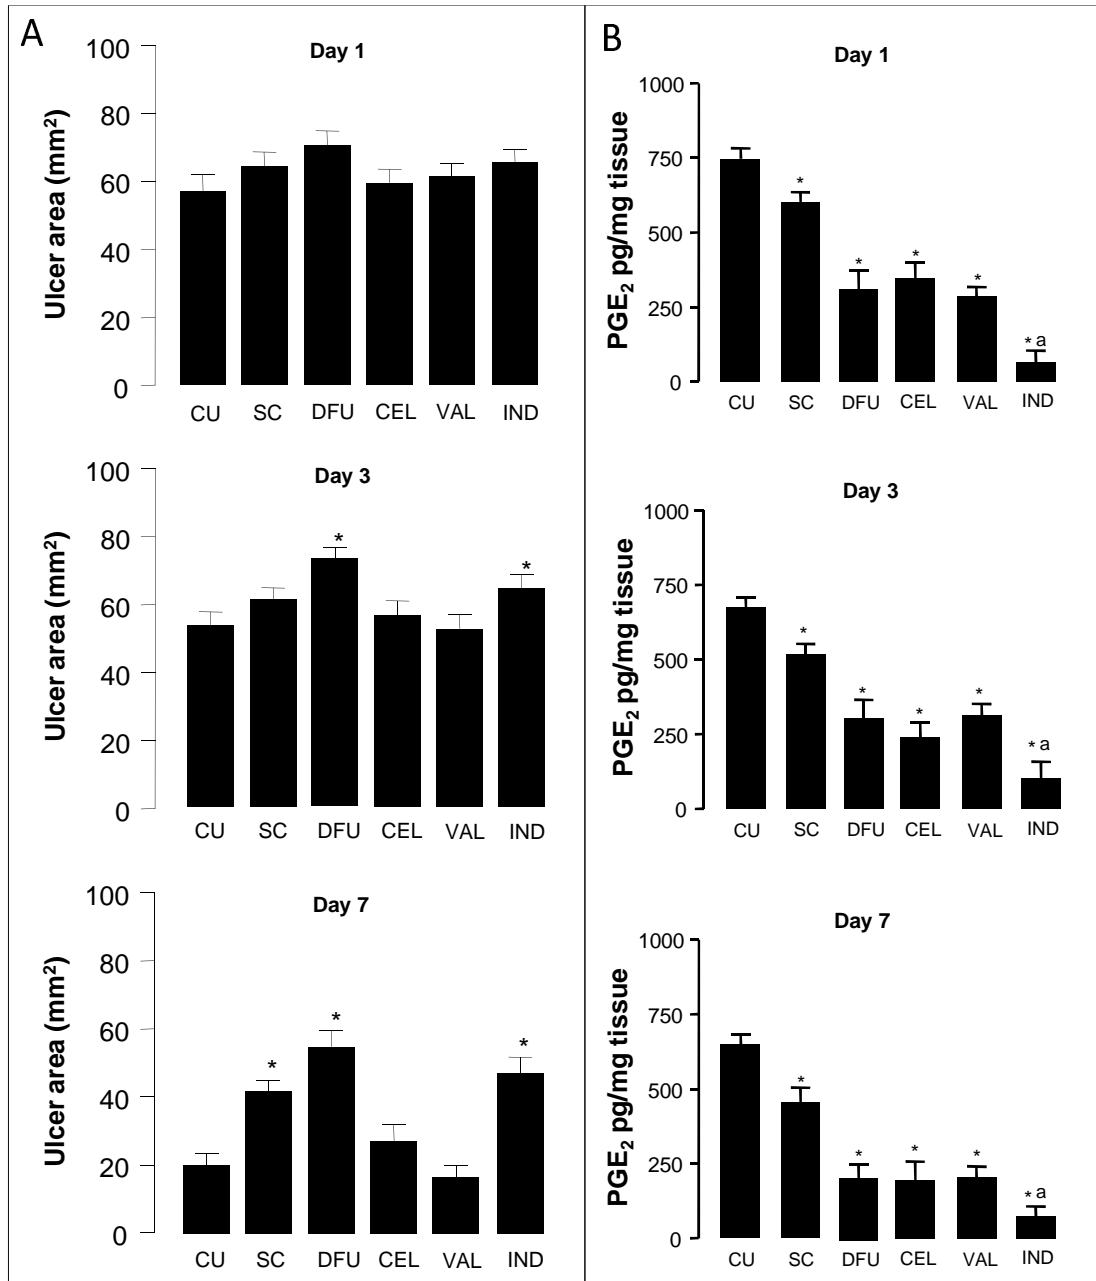 A
Day 1
Ulcer area (mm²)
100
80
60
40
20
0
CU SC DFU CEL VAL IND
Day 3
Ulcer area (mm²)
100
80
60
40
20
0
* *
CU SC DFU CEL VAL IND
Day 7
Ulcer area (mm²)
100
80
60
40
20
0
* * *
CU SC DFU CEL VAL IND
B
Day 1
PGE₂ pg/mg tissue
1000
750
500
250
0
* * * * * a
CU SC DFU CEL VAL IND
Day 3
PGE₂ pg/mg tissue
1000
750
500
250
0
* * * * * a
CU SC DFU CEL VAL IND
Day 7
PGE₂ pg/mg tissue
1000
750
500
250
0
* * * * * a
CU SC DFU CEL VAL IND